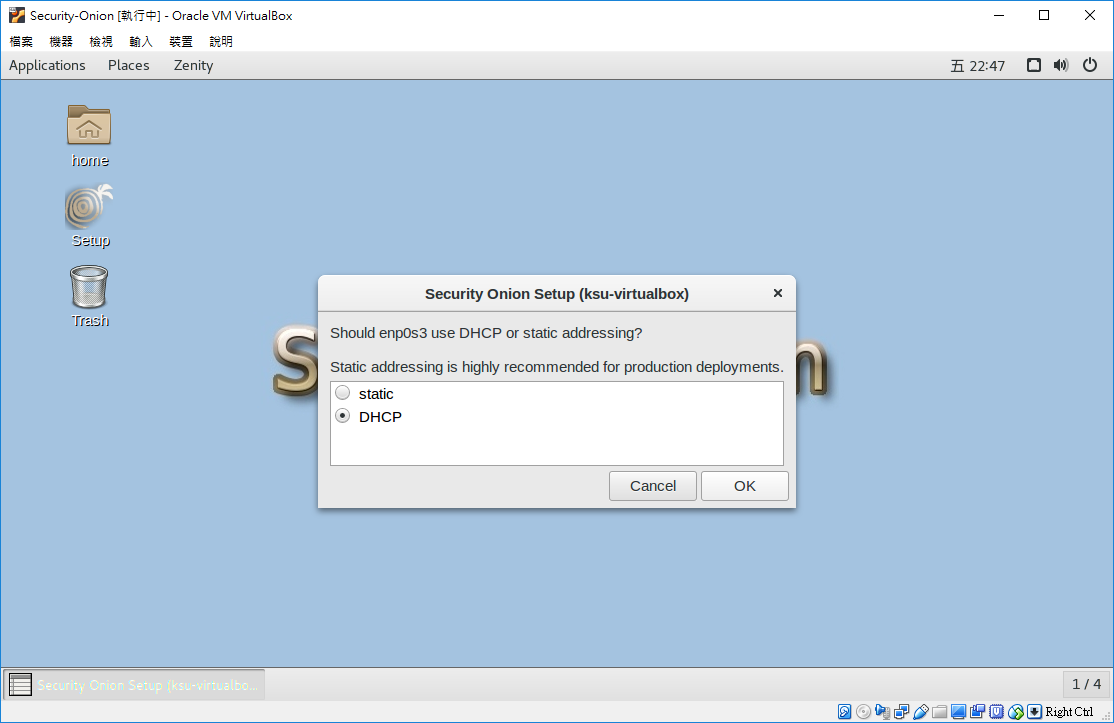 Security-Onion [執行中] - Oracle VM VirtualBox
檔案 機器 檢視 輸入 裝置 說明
Applications Places Zenity 五 22:47
home
Setup
Trash
S
n
Security Onion Setup (ksu-virtualbox)
Should enp0s3 use DHCP or static addressing?
Static addressing is highly recommended for production deployments.
static
DHCP
Cancel OK
Security Onion Setup (ksu-virtualbo... 1 / 4
Right Ctrl